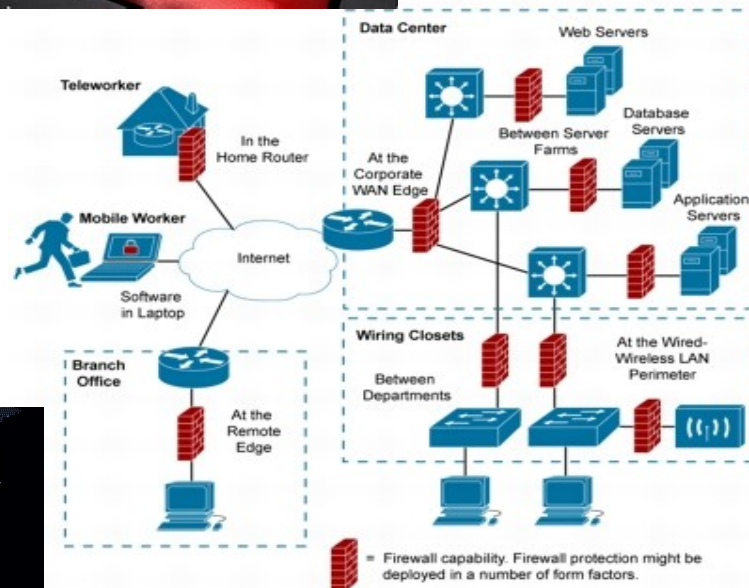 Data Center
Web Servers
Teleworker
In the
Home Router
Between Server
Farms
Database
Servers
At the
Corporate
WAN Edge
Application
Servers
Mobile Worker
Internet
Software
in Laptop
Branch
Office
At the
Remote
Edge
Wiring Closets
Between
Departments
At the Wired-
Wireless LAN
Perimeter
= Firewall capability. Firewall protection might be
deployed in a number of form factors.